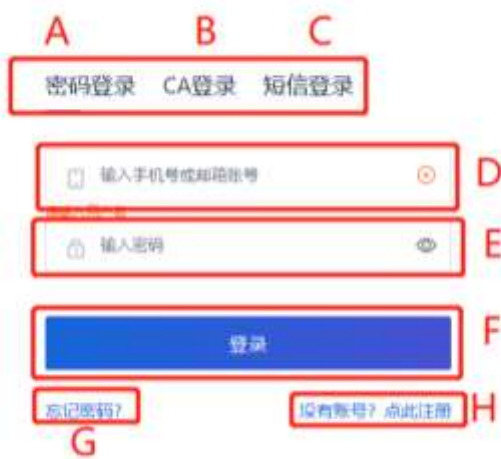 A B C
密码登录 CA登录 短信登录
输入手机号或邮箱账号
D
输入密码
E
登录
F
忘记密码? 没有账号? 点此注册
H
G